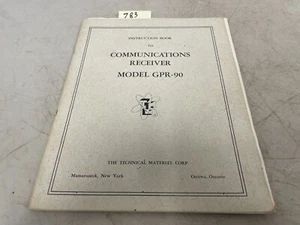 783
INSTRUCTION BOOK
for
COMMUNICATIONS
RECEIVER
MODEL GPR-90
THE TECHNICAL MATERIEL CORP.
Mamaroneck, New York
Ottawa, Ontario